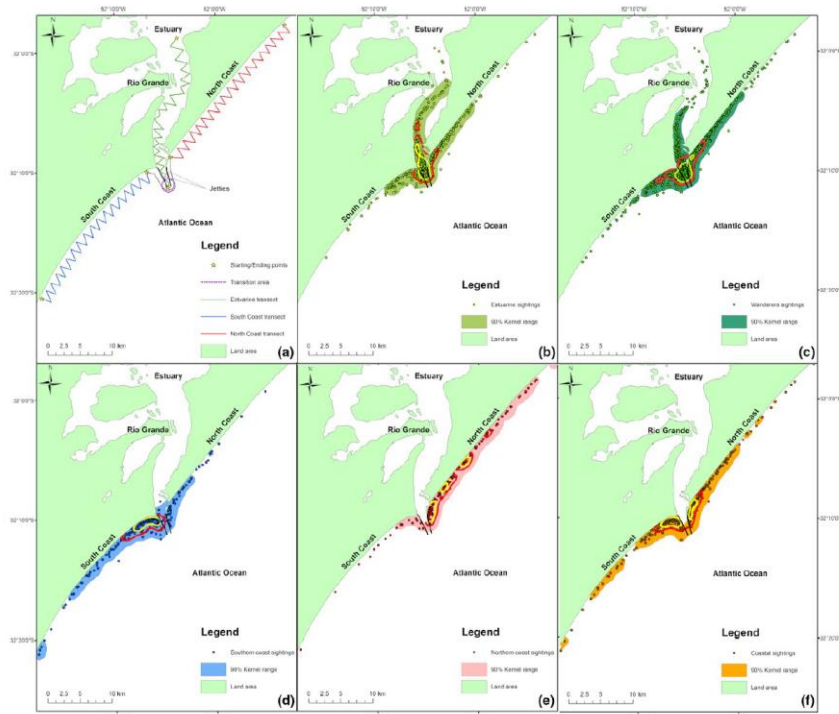 Estuary
Rio Grande
North Coast
South Coast
Jetties
Atlantic Ocean
Legend
Starting/Ending points
Transition area
Estuarine transect
South Coast transect
North Coast transect
Land area
0 2.5 5 10 km
(a)
Estuary
Rio Grande
North Coast
South Coast
Atlantic Ocean
Legend
Estuarine sightings
Kernel range
Land area
0 2.5 5 10 km
(b)
Estuary
Rio Grande
North Coast
South Coast
Atlantic Ocean
Legend
Wanderers sightings
Kernel range
Land area
0 2.5 5 10 km
(c)
Estuary
Rio Grande
North Coast
South Coast
Atlantic Ocean
Legend
Southern coast sightings
Kernel range
Land area
0 2.5 5 10 km
(d)
Estuary
Rio Grande
North Coast
South Coast
Atlantic Ocean
Legend
Northern coast sightings
Kernel range
Land area
0 2.5 5 10 km
(e)
Estuary
Rio Grande
North Coast
South Coast
Atlantic Ocean
Legend
Coastal sightings
Kernel range
Land area
0 2.5 5 10 km
(f)